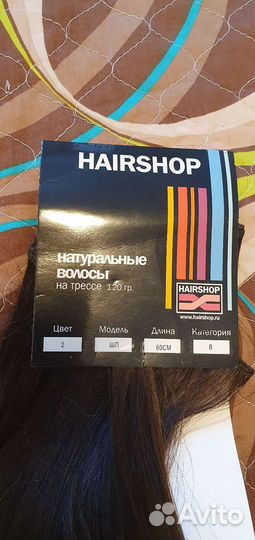 HAIRSHOP
натуральные
волосы
на трессе 120 гр.
HAIRSHOP
www.hairshop.ru
Цвет Модель Длина Категория
2 ШП 60СМ В
Avito